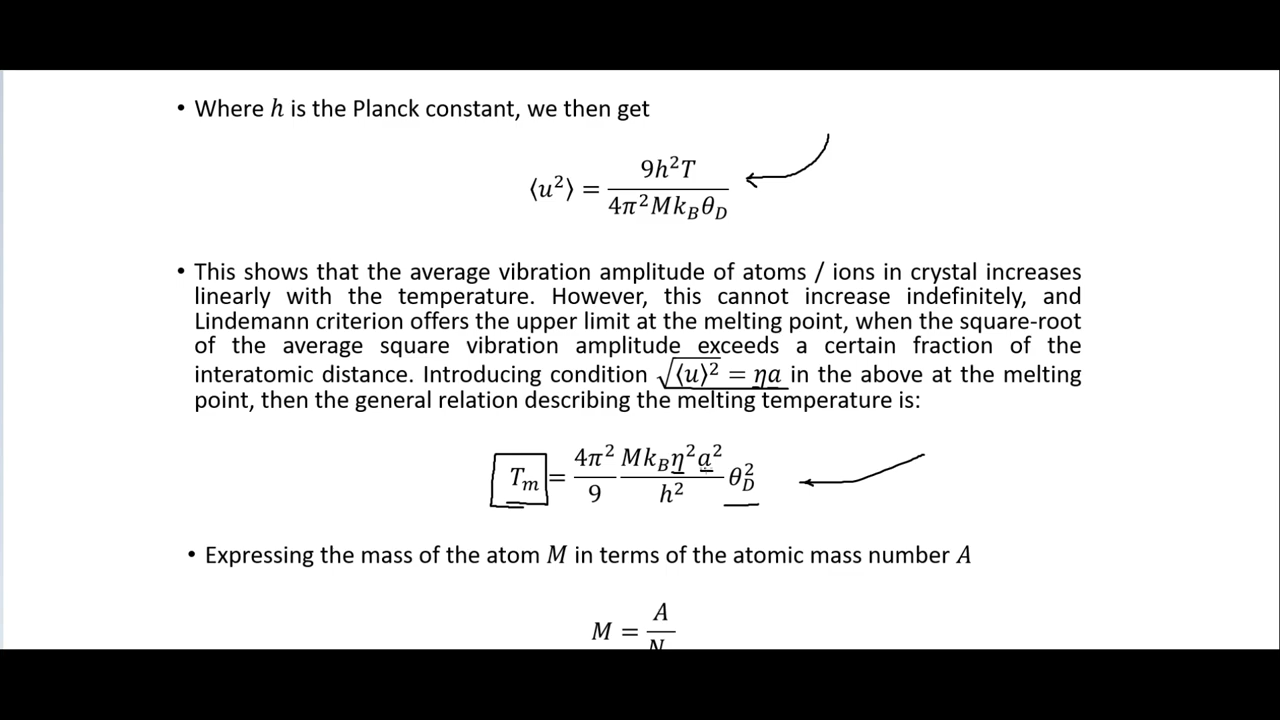 • Where h is the Planck constant, we then get
⟨u²⟩ = 9h²T / 4π²Mk_Bθ_D
• This shows that the average vibration amplitude of atoms / ions in crystal increases
linearly with the temperature. However, this cannot increase indefinitely, and
Lindemann criterion offers the upper limit at the melting point, when the square-root
of the average square vibration amplitude exceeds a certain fraction of the
interatomic distance. Introducing condition √⟨u⟩² = ηa in the above at the melting
point, then the general relation describing the melting temperature is:
T_m = 4π²/9 Mk_Bη²a²/h² θ_D²
• Expressing the mass of the atom M in terms of the atomic mass number A
M = A / N